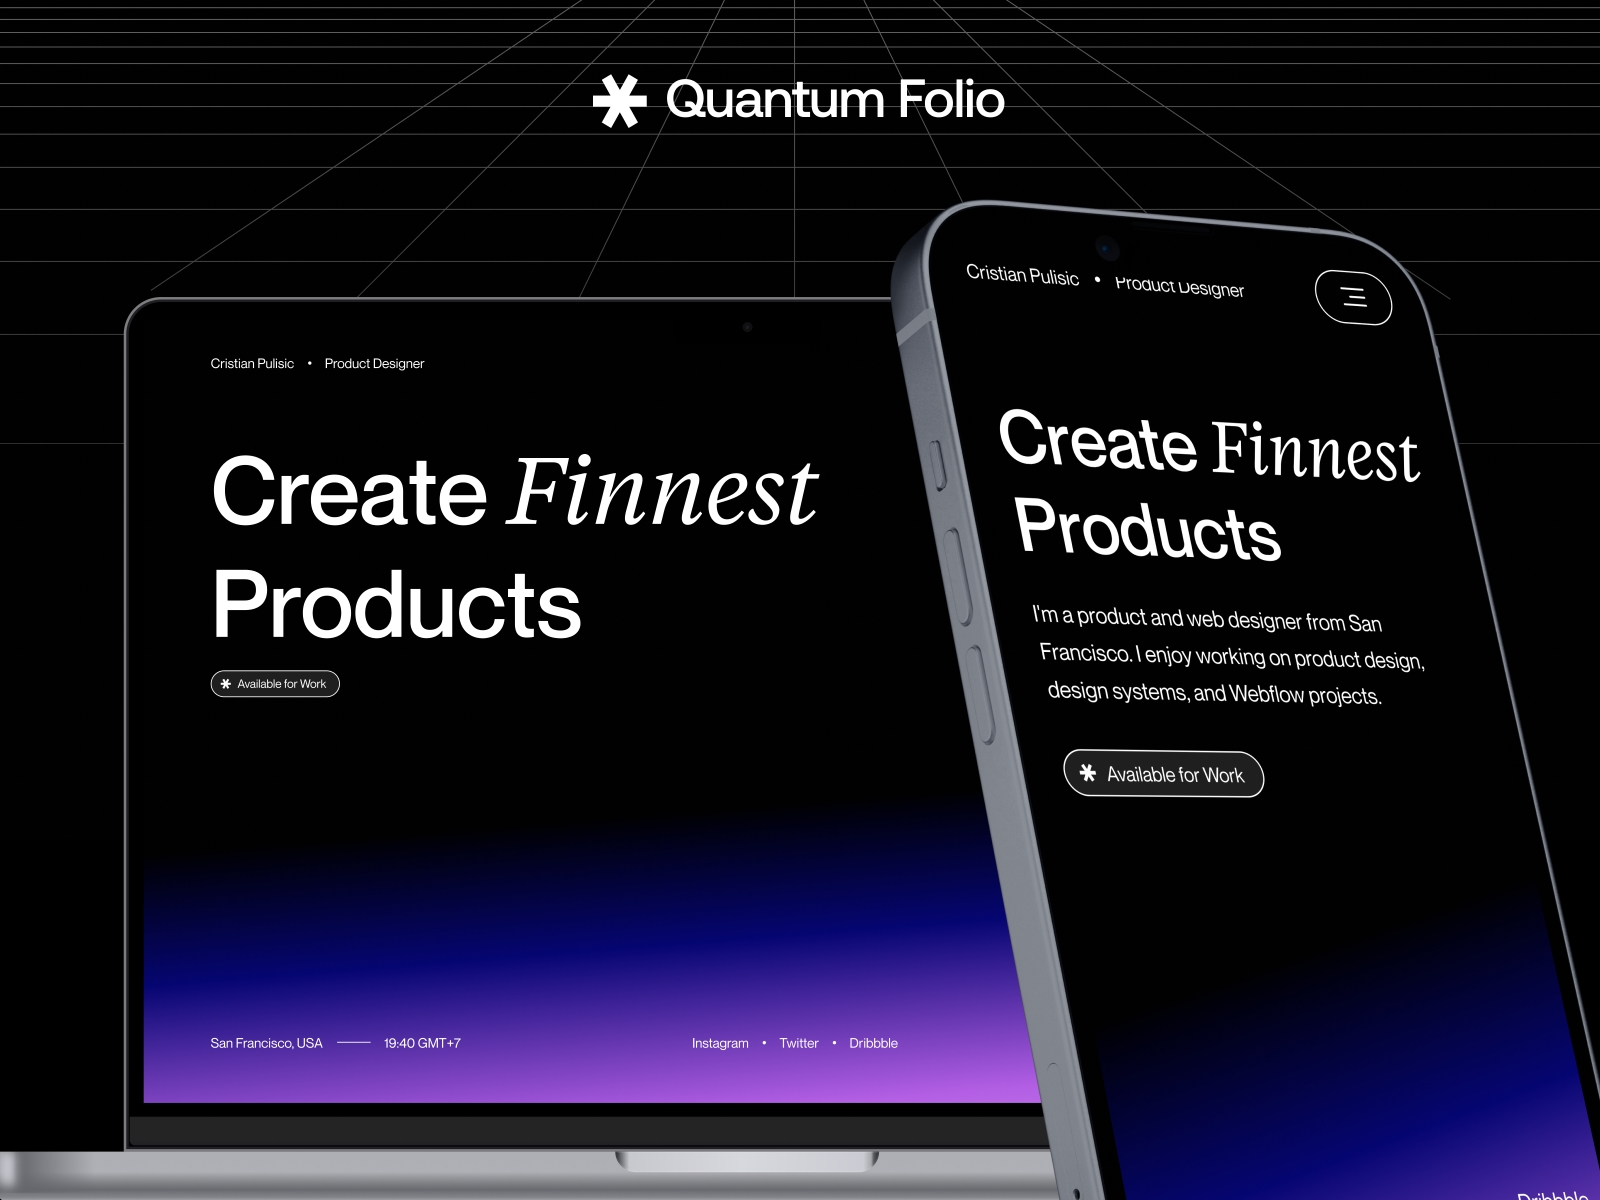 Quantum Folio
Cristian Pulisic • Product Designer
Create Finnest
Products
Available for Work
San Francisco, USA — 19:40 GMT+7
Instagram • Twitter • Dribbble
Cristian Pulisic • Product Designer
Create Finnest
Products
I'm a product and web designer from San
Francisco. I enjoy working on product design,
design systems, and Webflow projects.
Available for Work
Dribbble